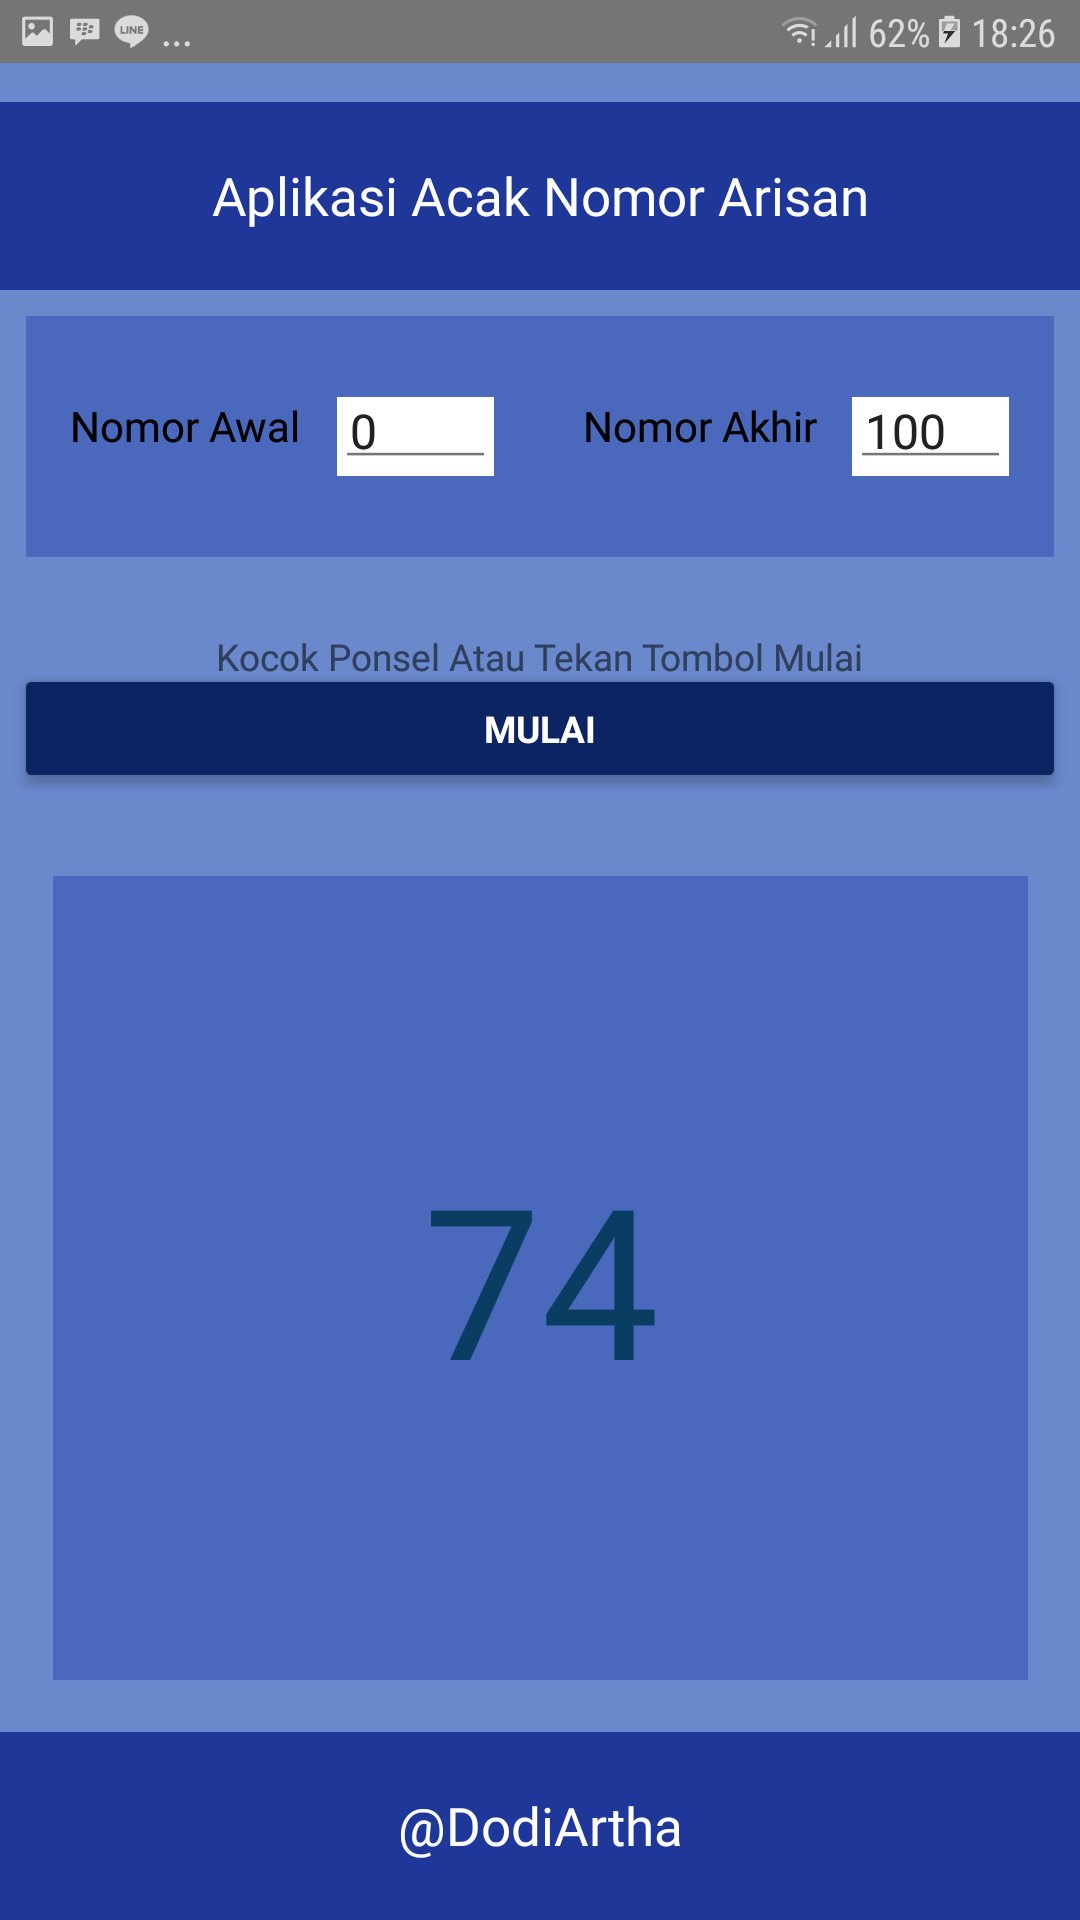 LINE ... 62% 18:26
Aplikasi Acak Nomor Arisan
Nomor Awal 0 Nomor Akhir 100
Kocok Ponsel Atau Tekan Tombol Mulai
MULAI
74
@DodiArtha